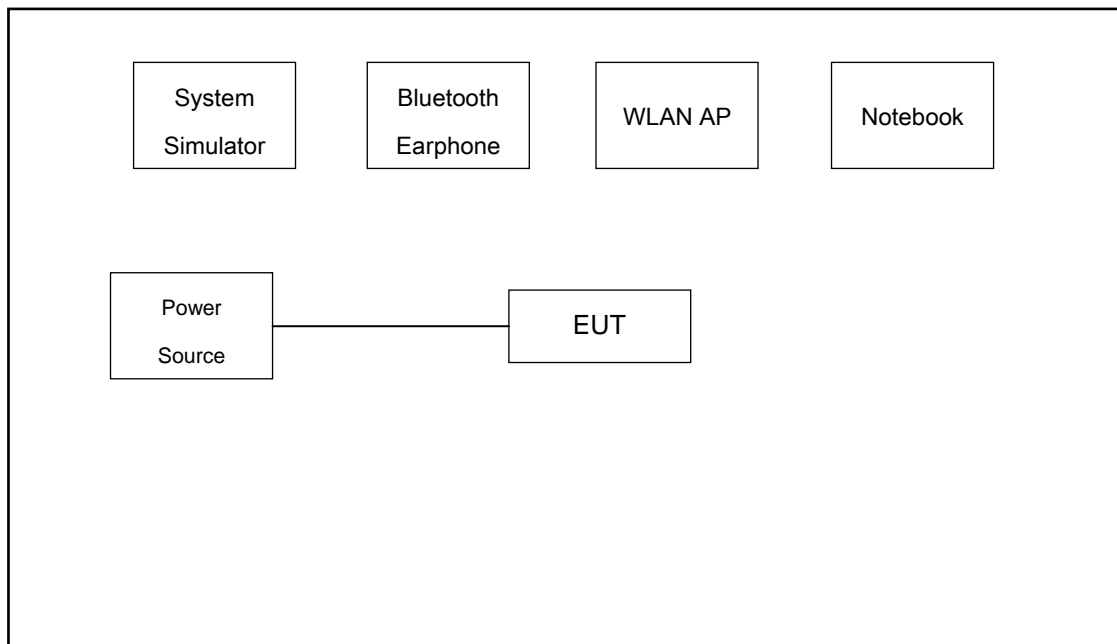 System
Simulator
Bluetooth
Earphone
WLAN AP
Notebook
Power
Source
EUT